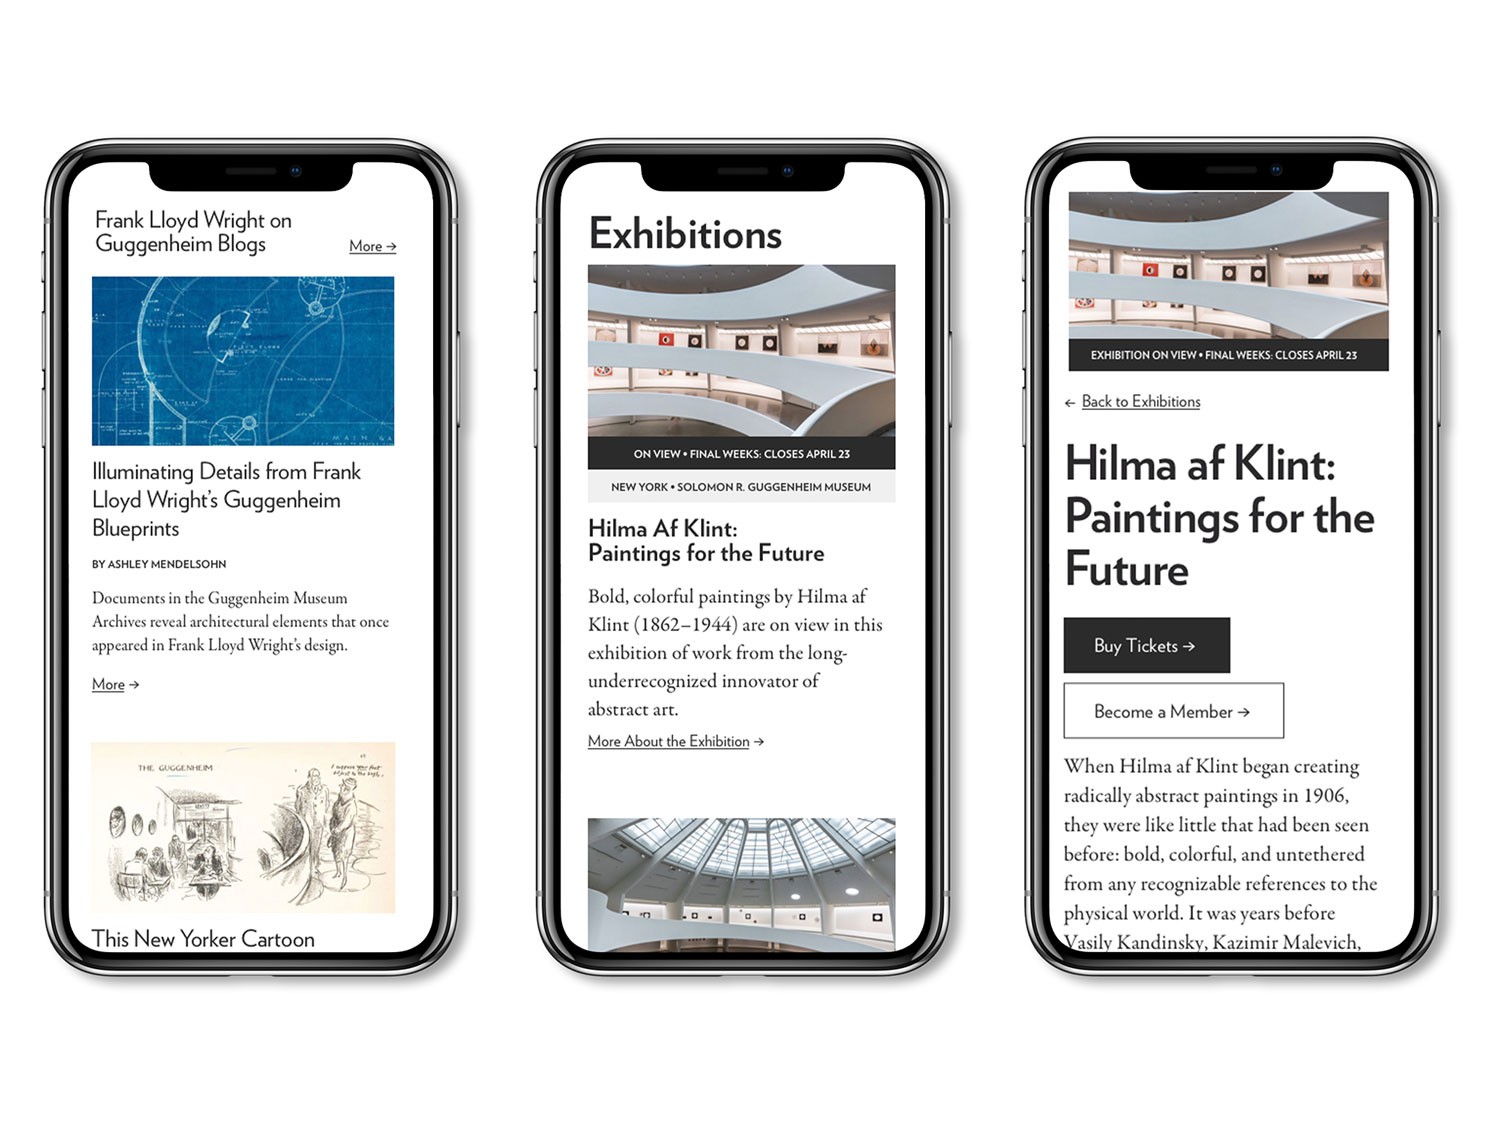 Frank Lloyd Wright on
Guggenheim Blogs
More →
MAIN
Illuminating Details from Frank
Lloyd Wright's Guggenheim
Blueprints
BY ASHLEY MENDELSOHN
Documents in the Guggenheim Museum
Archives reveal architectural elements that once
appeared in Frank Lloyd Wright's design.
More →
THE GUGGENHEIM
This New Yorker Cartoon
Exhibitions
ON VIEW • FINAL WEEKS: CLOSES APRIL 23
NEW YORK • SOLOMON R. GUGGENHEIM MUSEUM
Hilma Af Klint:
Paintings for the Future
Bold, colorful paintings by Hilma af
Klint (1862–1944) are on view in this
exhibition of work from the long-
underrecognized innovator of
abstract art.
More About the Exhibition →
EXHIBITION ON VIEW • FINAL WEEKS: CLOSES APRIL 23
← Back to Exhibitions
Hilma af Klint:
Paintings for the
Future
Buy Tickets →
Become a Member →
When Hilma af Klint began creating
radically abstract paintings in 1906,
they were like little that had been seen
before: bold, colorful, and untethered
from any recognizable references to the
physical world. It was years before
Vasily Kandinsky, Kazimir Malevich,